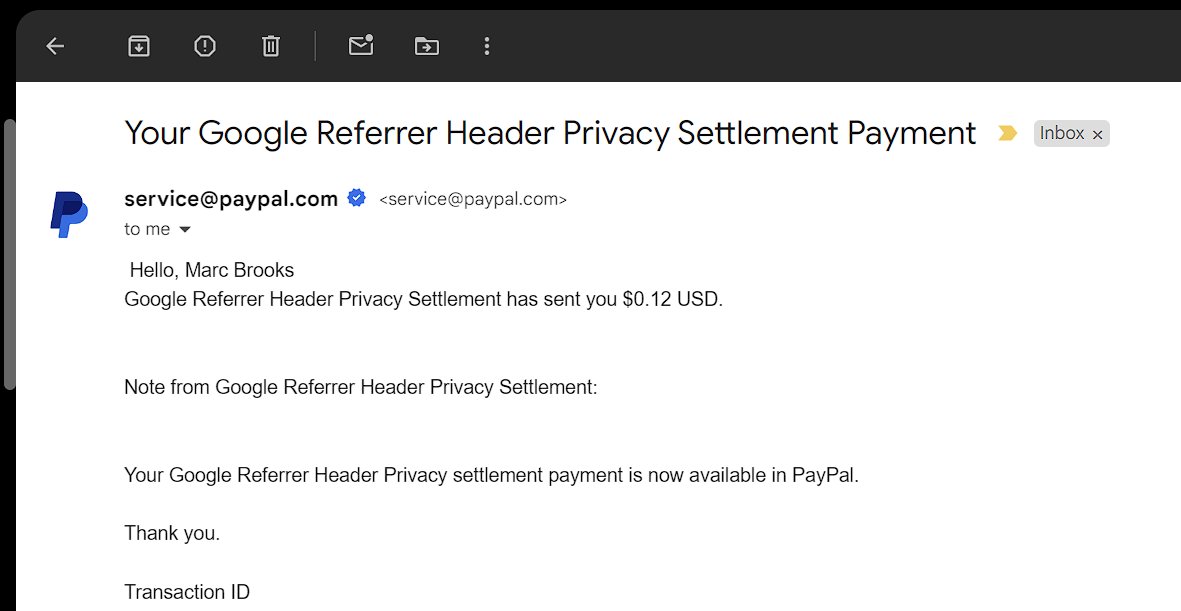 Your Google Referrer Header Privacy Settlement Payment Inbox ×
service@paypal.com <service@paypal.com>
to me
Hello, Marc Brooks
Google Referrer Header Privacy Settlement has sent you $0.12 USD.
Note from Google Referrer Header Privacy Settlement:
Your Google Referrer Header Privacy settlement payment is now available in PayPal.
Thank you.
Transaction ID